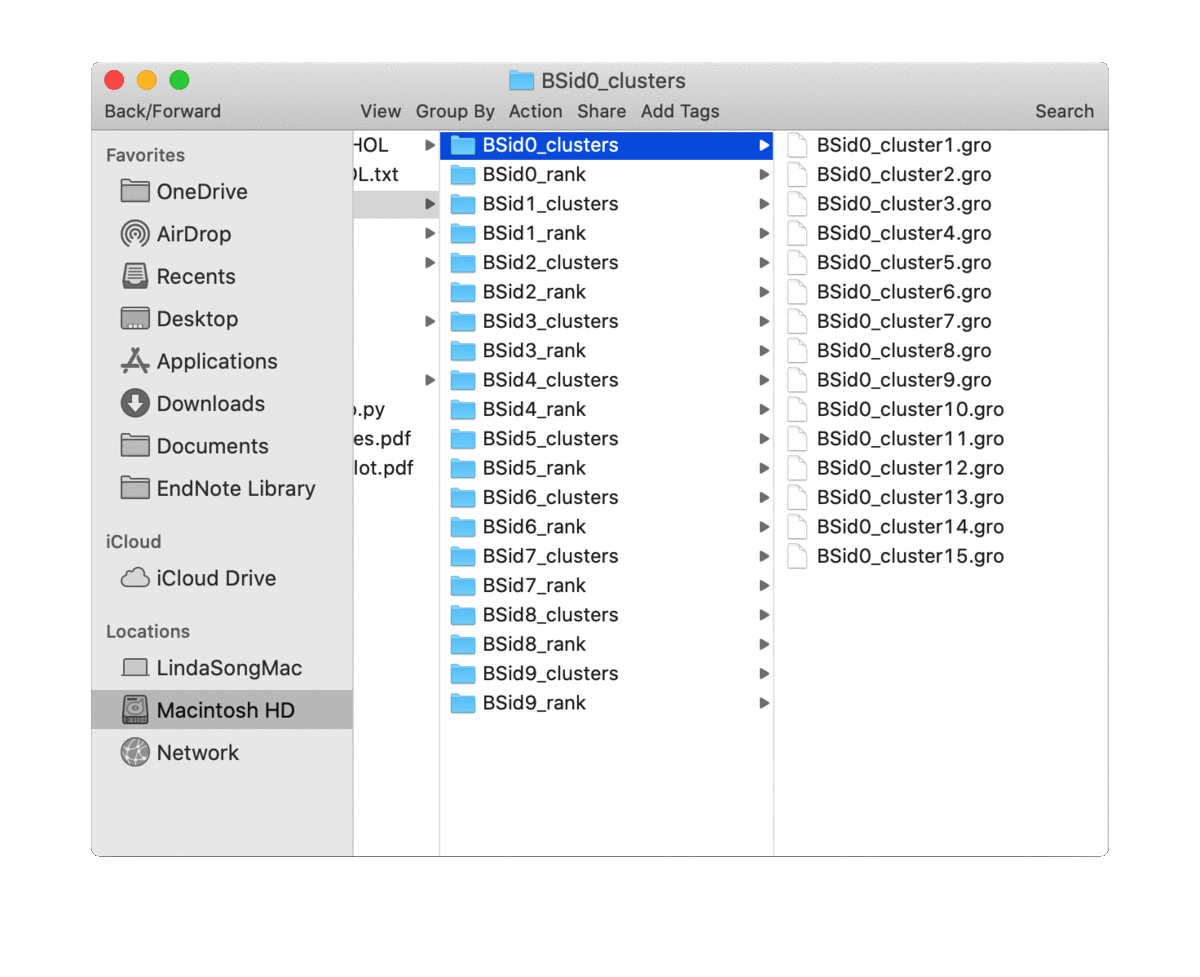 BSid0_clusters
Back/Forward View Group By Action Share Add Tags Search
Favorites
OneDrive
AirDrop
Recents
Desktop
Applications
Downloads
Documents
EndNote Library
iCloud
iCloud Drive
Locations
LindaSongMac
Macintosh HD
Network
HOL
OL.txt
o.py
es.pdf
lot.pdf
BSid0_clusters
BSid0_rank
BSid1_clusters
BSid1_rank
BSid2_clusters
BSid2_rank
BSid3_clusters
BSid3_rank
BSid4_clusters
BSid4_rank
BSid5_clusters
BSid5_rank
BSid6_clusters
BSid6_rank
BSid7_clusters
BSid7_rank
BSid8_clusters
BSid8_rank
BSid9_clusters
BSid9_rank
BSid0_cluster1.gro
BSid0_cluster2.gro
BSid0_cluster3.gro
BSid0_cluster4.gro
BSid0_cluster5.gro
BSid0_cluster6.gro
BSid0_cluster7.gro
BSid0_cluster8.gro
BSid0_cluster9.gro
BSid0_cluster10.gro
BSid0_cluster11.gro
BSid0_cluster12.gro
BSid0_cluster13.gro
BSid0_cluster14.gro
BSid0_cluster15.gro